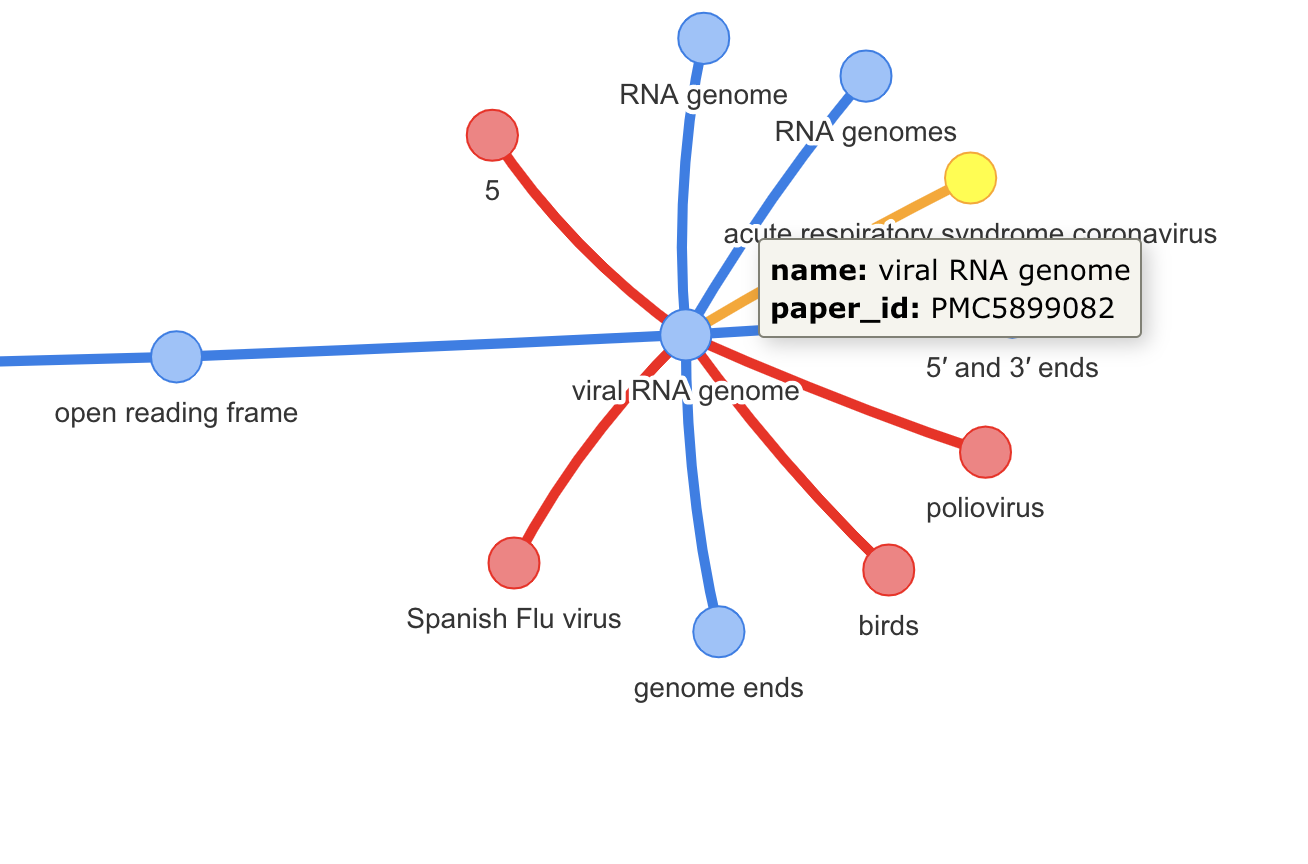 RNA genome
RNA genomes
5
acute respiratory syndrome coronavirus
name: viral RNA genome
paper_id: PMC5899082
5′ and 3′ ends
viral RNA genome
open reading frame
poliovirus
Spanish Flu virus
birds
genome ends